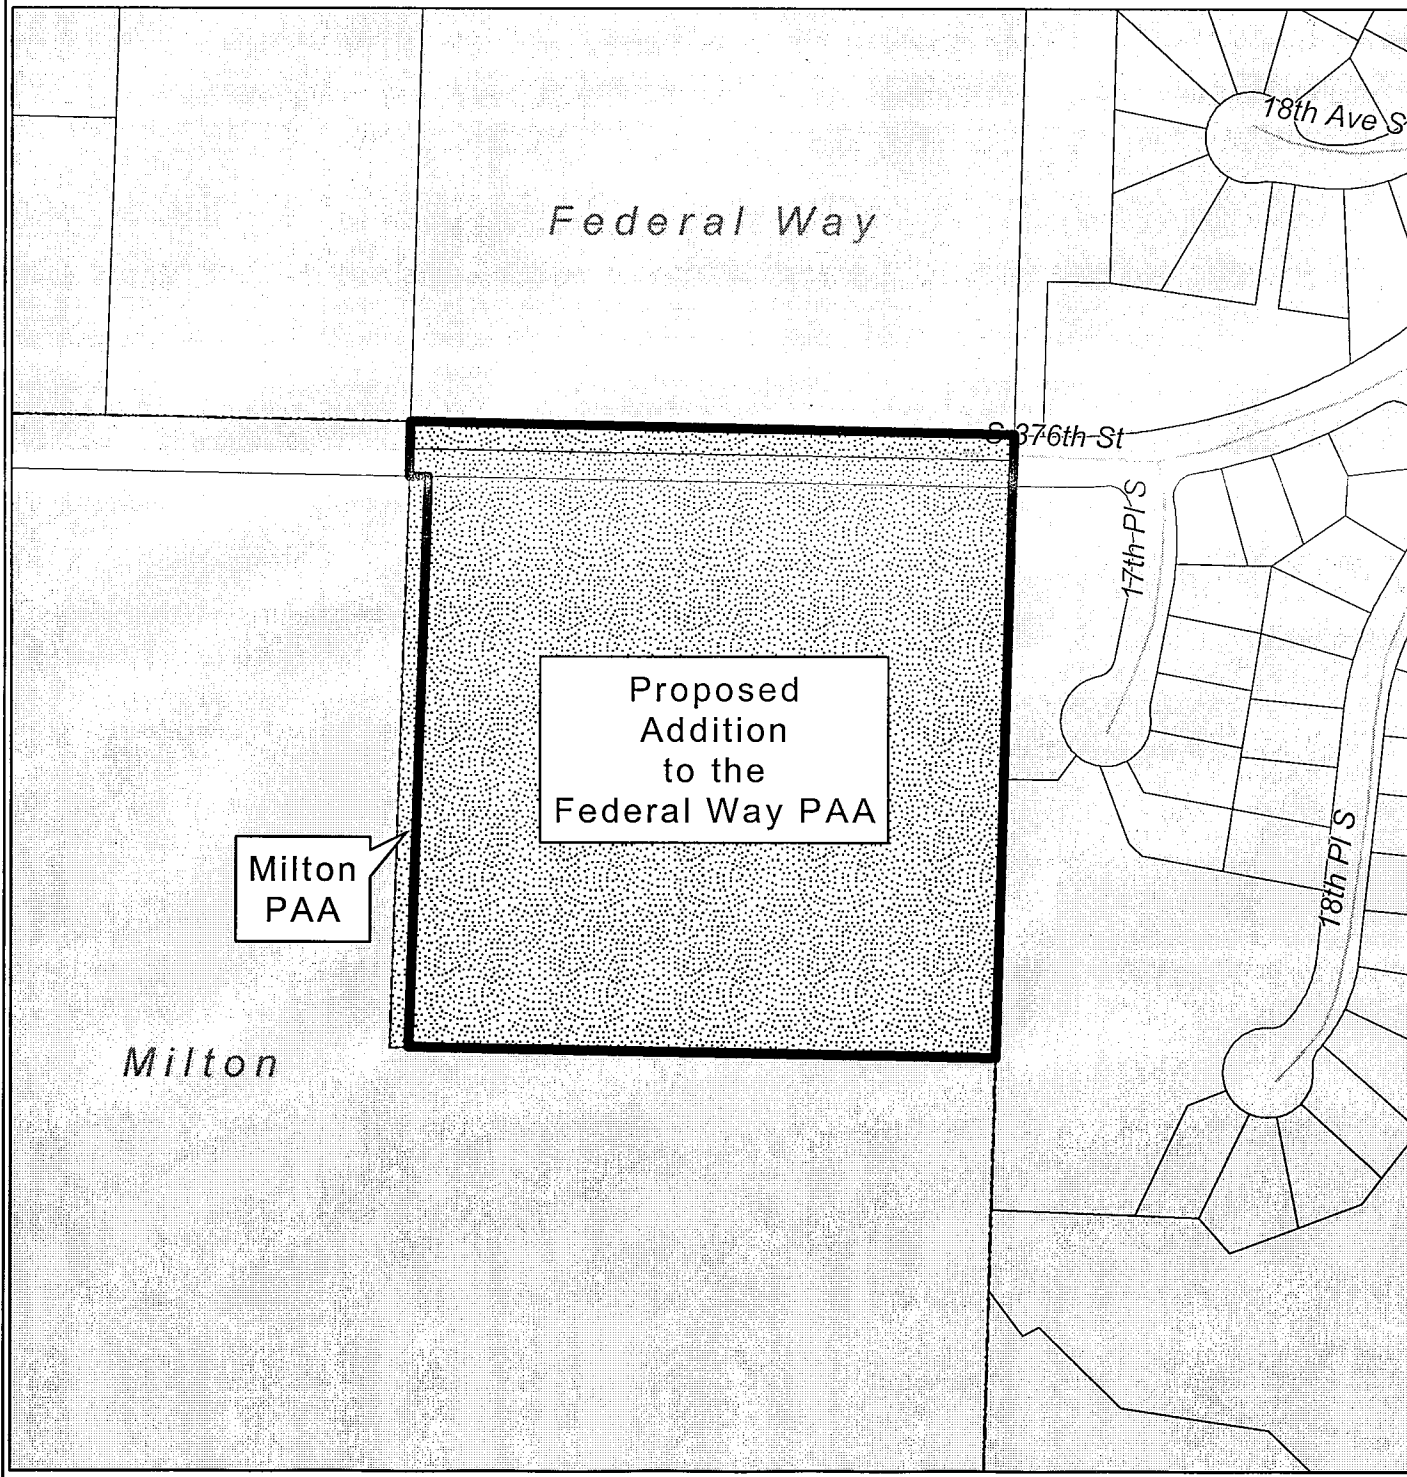 18th Ave S
Federal Way
S 376th St
17th Pl S
Proposed
Addition
to the
Federal Way PAA
Milton
PAA
18th Pl S
Milton